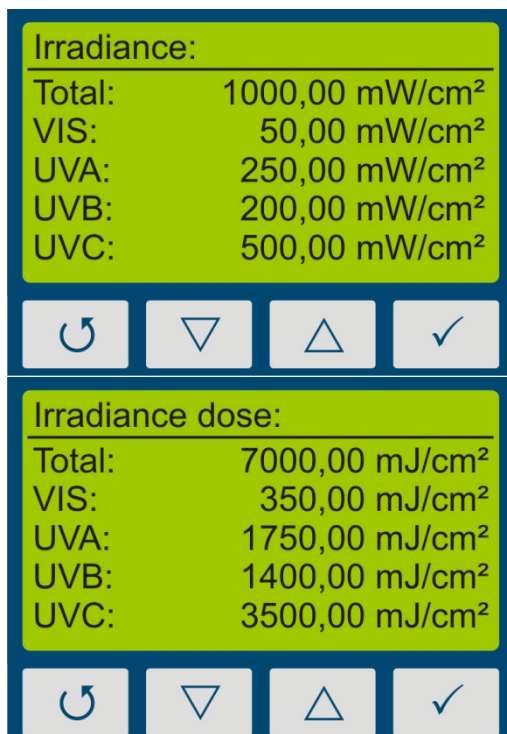 Irradiance:
Total: 1000,00 mW/cm²
VIS: 50,00 mW/cm²
UVA: 250,00 mW/cm²
UVB: 200,00 mW/cm²
UVC: 500,00 mW/cm²
Irradiance dose:
Total: 7000,00 mJ/cm²
VIS: 350,00 mJ/cm²
UVA: 1750,00 mJ/cm²
UVB: 1400,00 mJ/cm²
UVC: 3500,00 mJ/cm²